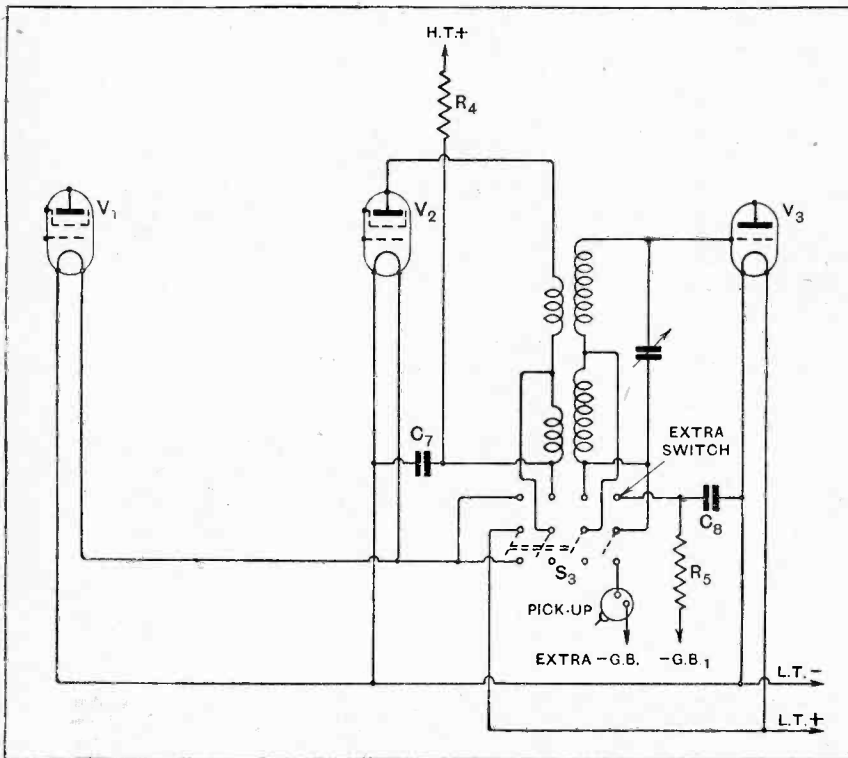 H.T.+
R4
V1
V2
V3
C7
EXTRA
SWITCH
C8
S3
R5
PICK-UP
EXTRA -G.B. -G.B.1
L.T.-
L.T.+